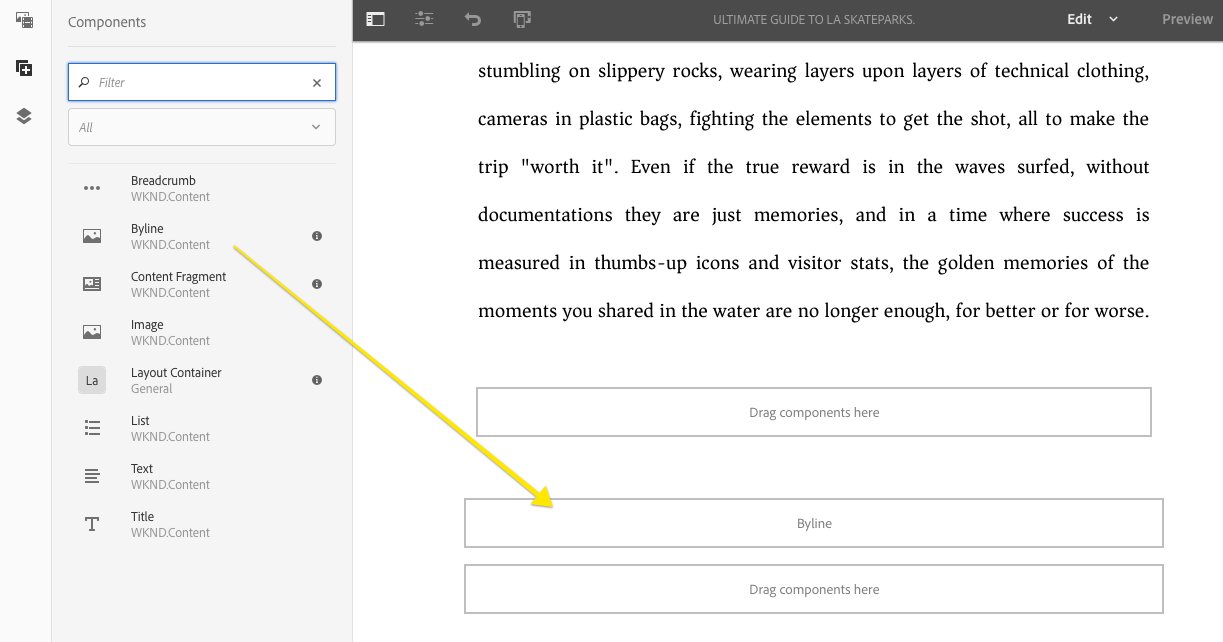 Components
Filter
All
Breadcrumb
WKND.Content
Byline
WKND.Content
Content Fragment
WKND.Content
Image
WKND.Content
La
Layout Container
General
List
WKND.Content
Text
WKND.Content
Title
WKND.Content
ULTIMATE GUIDE TO LA SKATEPARKS.
Edit
Preview
stumbling on slippery rocks, wearing layers upon layers of technical clothing,
cameras in plastic bags, fighting the elements to get the shot, all to make the
trip "worth it". Even if the true reward is in the waves surfed, without
documentations they are just memories, and in a time where success is
measured in thumbs-up icons and visitor stats, the golden memories of the
moments you shared in the water are no longer enough, for better or for worse.
Drag components here
Byline
Drag components here